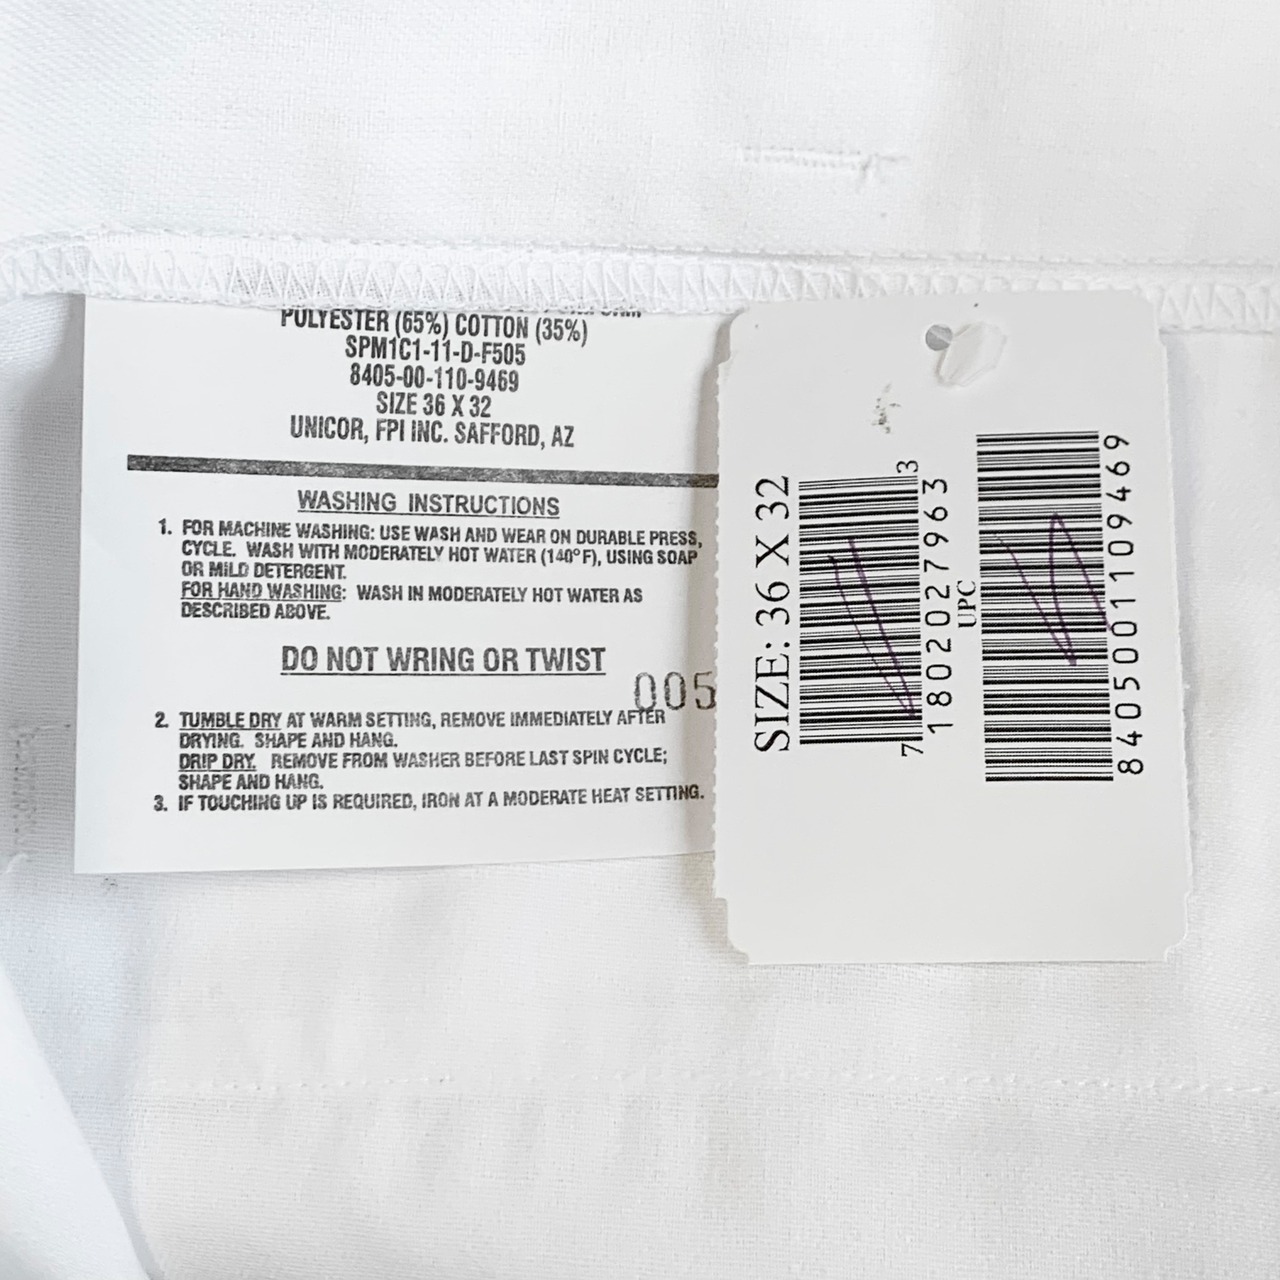 POLYESTER (65%) COTTON (35%)
SPM1C1-11-D-F505
8405-00-110-9469
SIZE 36 X 32
UNICOR, FPI INC. SAFFORD, AZ
WASHING INSTRUCTIONS
1. FOR MACHINE WASHING: USE WASH AND WEAR ON DURABLE PRESS,
CYCLE. WASH WITH MODERATELY HOT WATER (140°F), USING SOAP
OR MILD DETERGENT.
FOR HAND WASHING: WASH IN MODERATELY HOT WATER AS
DESCRIBED ABOVE.
DO NOT WRING OR TWIST
005
2. TUMBLE DRY AT WARM SETTING, REMOVE IMMEDIATELY AFTER
DRYING. SHAPE AND HANG.
DRIP DRY. REMOVE FROM WASHER BEFORE LAST SPIN CYCLE;
SHAPE AND HANG.
3. IF TOUCHING UP IS REQUIRED, IRON AT A MODERATE HEAT SETTING.
SIZE: 36 X 32
7 1802027963 3
UPC
8405001109469